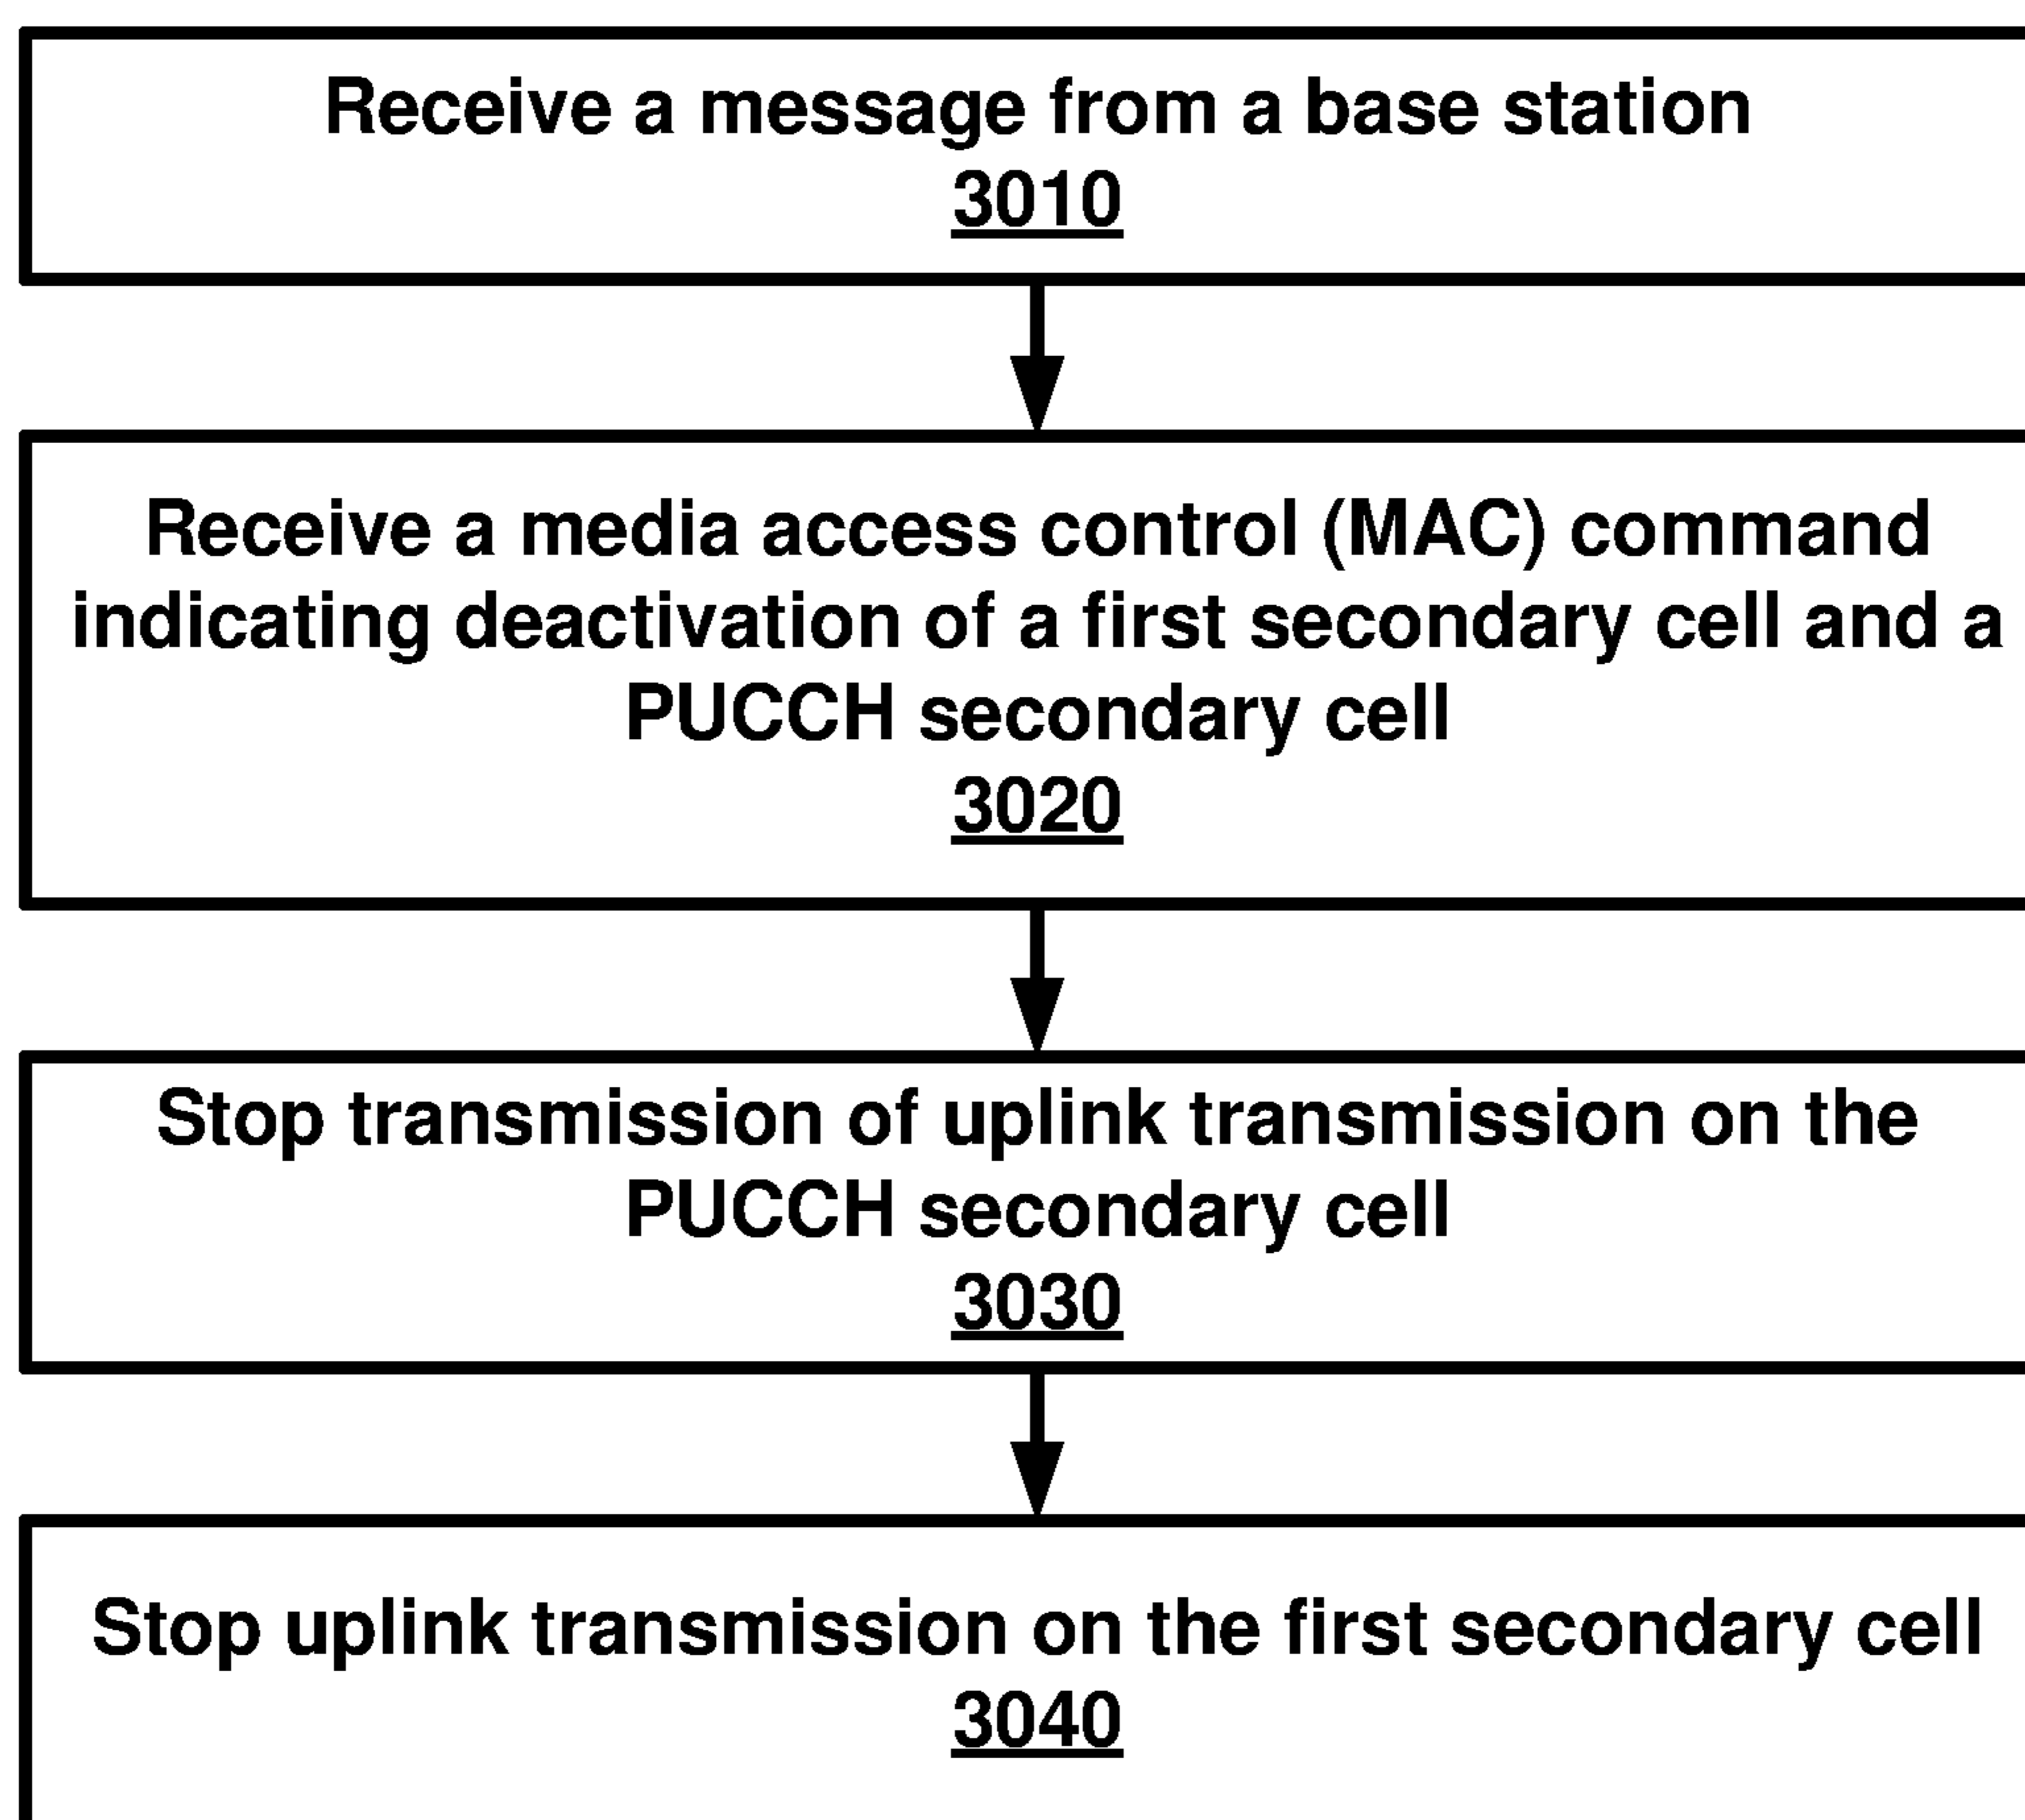 Receive a message from a base station
3010
Receive a media access control (MAC) command
indicating deactivation of a first secondary cell and a
PUCCH secondary cell
3020
Stop transmission of uplink transmission on the
PUCCH secondary cell
3030
Stop uplink transmission on the first secondary cell
3040